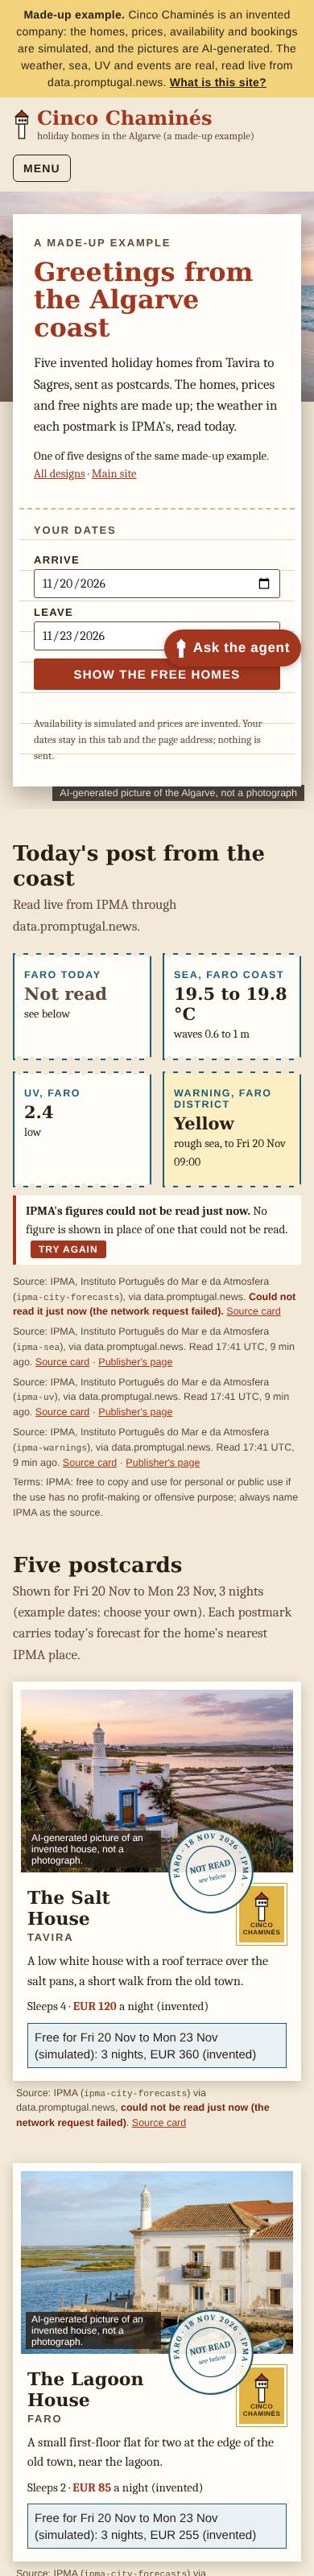 Made-up example. Cinco Chaminés is an invented
company: the homes, prices, availability and bookings
are simulated, and the pictures are AI-generated. The
weather, sea, UV and events are real, read live from
data.promptugal.news. What is this site?
Cinco Chaminés
holiday homes in the Algarve (a made-up example)
MENU
A MADE-UP EXAMPLE
Greetings from
the Algarve
coast
Five invented holiday homes from Tavira to
Sagres, sent as postcards. The homes, prices
and free nights are made up; the weather in
each postmark is IPMA's, read today.
One of five designs of the same made-up example.
All designs · Main site
YOUR DATES
ARRIVE
11/20/2026
LEAVE
11/23/2026
Ask the agent
SHOW THE FREE HOMES
Availability is simulated and prices are invented. Your
dates stay in this tab and the page address; nothing is
sent.
AI-generated picture of the Algarve, not a photograph
Today's post from the
coast
Read live from IPMA through
data.promptugal.news.
FARO TODAY
Not read
see below
SEA, FARO COAST
19.5 to 19.8
°C
waves 0.6 to 1 m
UV, FARO
2.4
low
WARNING, FARO
DISTRICT
Yellow
rough sea, to Fri 20 Nov
09:00
IPMA's figures could not be read just now. No
figure is shown in place of one that could not be read.
TRY AGAIN
Source: IPMA, Instituto Português do Mar e da Atmosfera
(ipma-city-forecasts), via data.promptugal.news. Could not
read it just now (the network request failed). Source card
Source: IPMA, Instituto Português do Mar e da Atmosfera
(ipma-sea), via data.promptugal.news. Read 17:41 UTC, 9 min
ago. Source card · Publisher's page
Source: IPMA, Instituto Português do Mar e da Atmosfera
(ipma-uv), via data.promptugal.news. Read 17:41 UTC, 9 min
ago. Source card · Publisher's page
Source: IPMA, Instituto Português do Mar e da Atmosfera
(ipma-warnings), via data.promptugal.news. Read 17:41 UTC,
9 min ago. Source card · Publisher's page
Terms: IPMA: free to copy and use for personal or public use if
the use has no profit-making or offensive purpose; always name
IPMA as the source.
Five postcards
Shown for Fri 20 Nov to Mon 23 Nov, 3 nights
(example dates: choose your own). Each postmark
carries today's forecast for the home's nearest
IPMA place.
AI-generated picture of an
invented house, not a
photograph.
FARO · 18 NOV 2026 · IPMA ·
NOT READ
see below
CINCO
CHAMINÉS
The Salt
House
TAVIRA
A low white house with a roof terrace over the
salt pans, a short walk from the old town.
Sleeps 4 · EUR 120 a night (invented)
Free for Fri 20 Nov to Mon 23 Nov
(simulated): 3 nights, EUR 360 (invented)
Source: IPMA (ipma-city-forecasts) via
data.promptugal.news, could not be read just now (the
network request failed). Source card
AI-generated picture of an
invented house, not a
photograph.
FARO · 18 NOV 2026 · IPMA ·
NOT READ
see below
CINCO
CHAMINÉS
The Lagoon
House
FARO
A small first-floor flat for two at the edge of the
old town, near the lagoon.
Sleeps 2 · EUR 85 a night (invented)
Free for Fri 20 Nov to Mon 23 Nov
(simulated): 3 nights, EUR 255 (invented)
Source: IPMA (ipma-city-forecasts) via